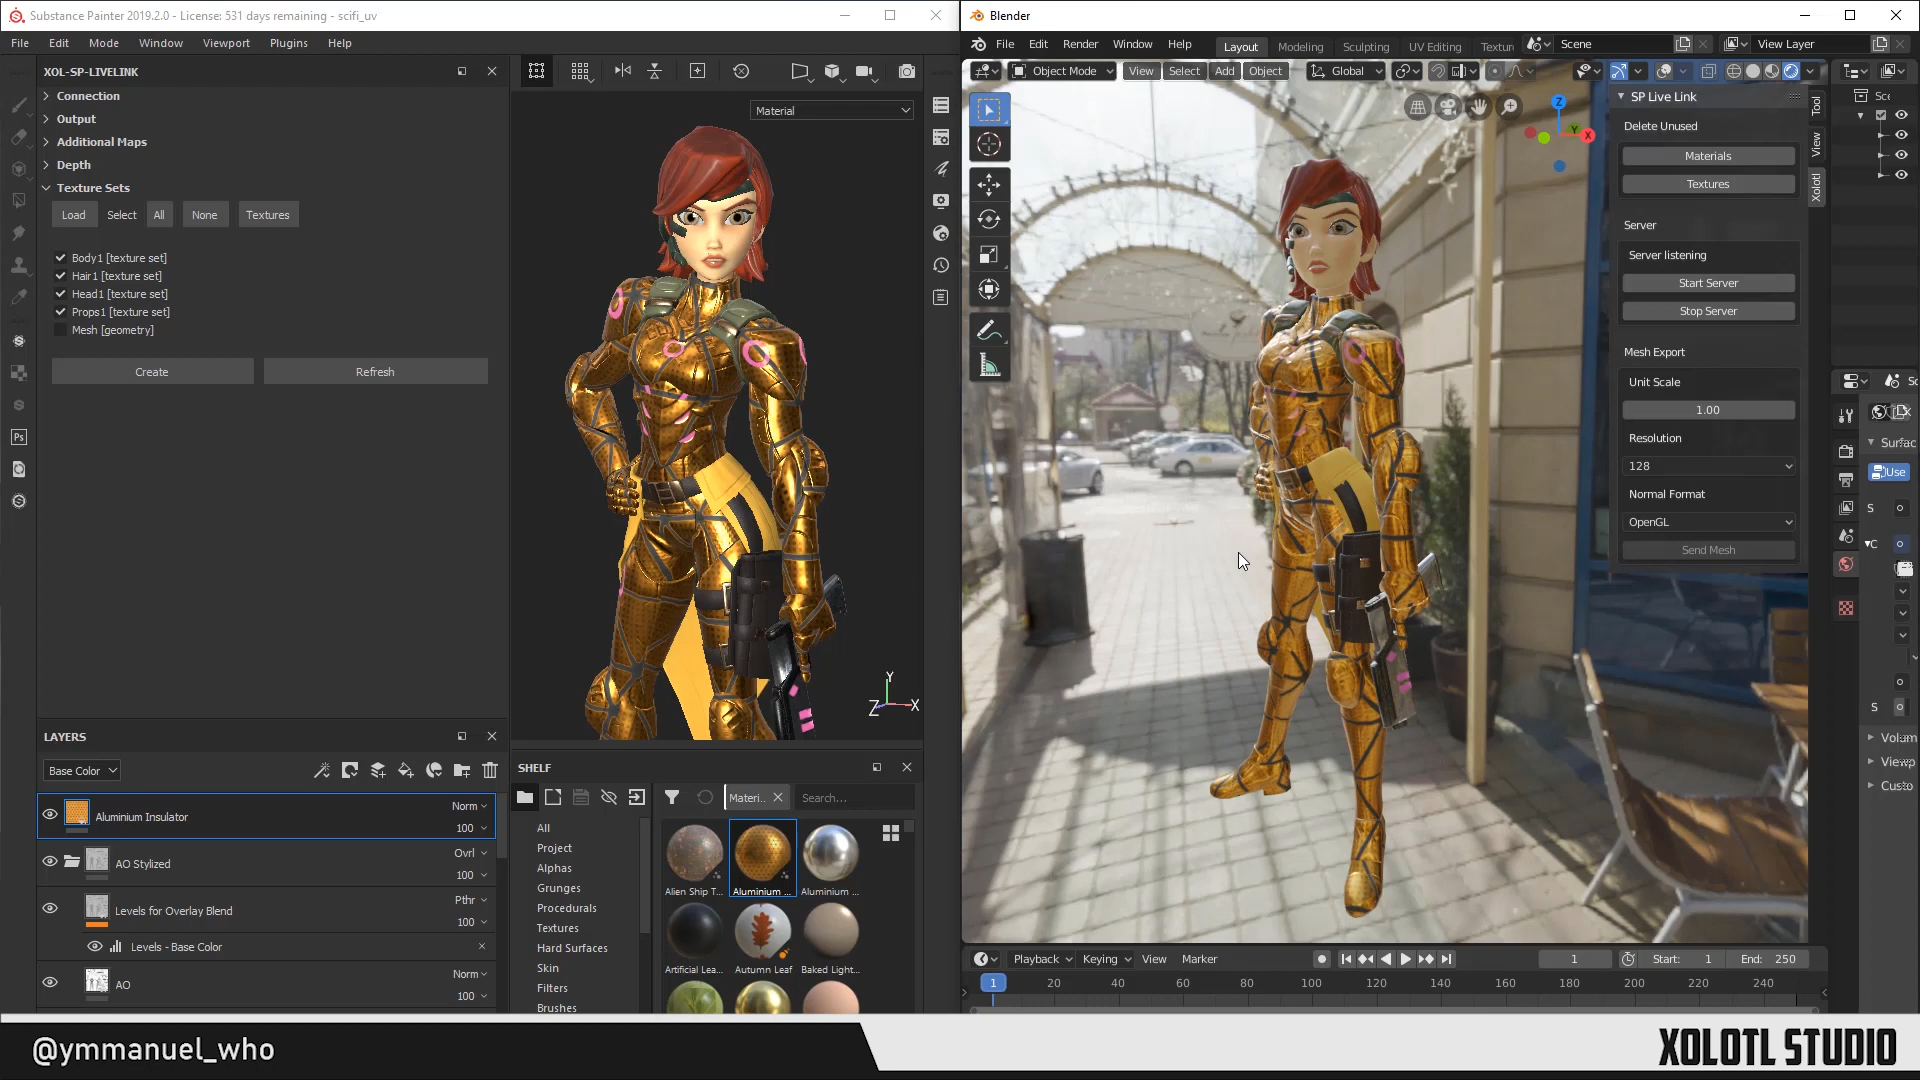 Substance Painter 2019.2.0 - License: 531 days remaining - scifi_uv
File Edit Mode Window Viewport Plugins Help
XOL-SP-LIVELINK
Connection
Output
Additional Maps
Depth
Texture Sets
Load Select All None Textures
Body1 [texture set]
Hair1 [texture set]
Head1 [texture set]
Props1 [texture set]
Mesh [geometry]
Create Refresh
Ps
Material
Y
Z X
LAYERS
Base Color
Aluminium Insulator Norm
100
AO Stylized Ovrl
100
Levels for Overlay Blend Pthr
100
Levels - Base Color
AO Norm
100
SHELF
Materi.. Search...
All
Project
Alphas
Grunges
Procedurals
Textures
Hard Surfaces
Skin
Filters
Brushes
Alien Ship T... Aluminium ... Aluminium ...
Artificial Lea... Autumn Leaf Baked Light...
Blender
File Edit Render Window Help Layout Modeling Sculpting UV Editing Textur Scene View Layer
Object Mode View Select Add Object Global
Z
Y X
SP Live Link
Delete Unused
Materials
Textures
Server
Server listening
Start Server
Stop Server
Mesh Export
Unit Scale
1.00
Resolution
128
Normal Format
OpenGL
Send Mesh
Tool
View
Xolotl
Sce
Sc
Surfac
Use
S
C
S
Volum
Viewp
Custo
Playback Keying View Marker 1 Start: 1 End: 250
1 20 40 60 80 100 120 140 160 180 200 220 240
@ymmanuel_who
XOLOTL STUDIO